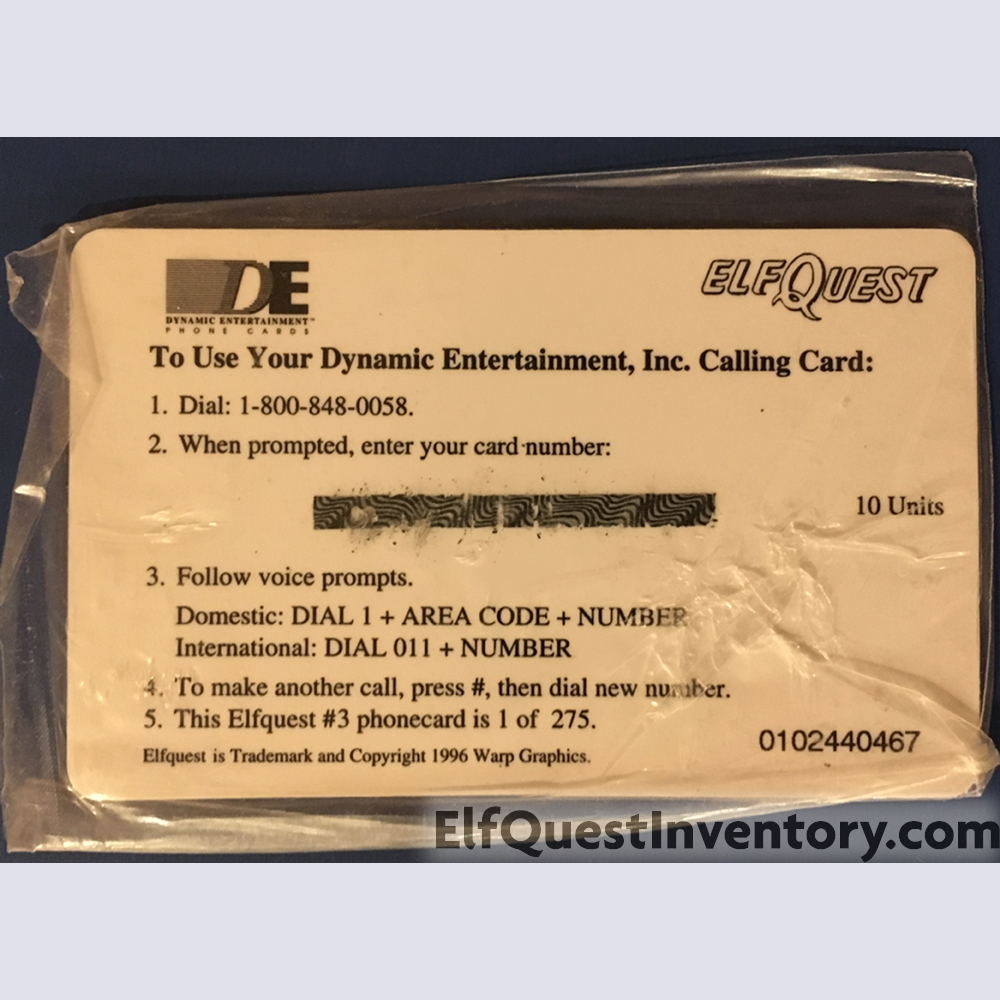 DE
DYNAMIC ENTERTAINMENT™
PHONE CARDS
ELFQUEST
To Use Your Dynamic Entertainment, Inc. Calling Card:
1. Dial: 1-800-848-0058.
2. When prompted, enter your card number:
10 Units
3. Follow voice prompts.
Domestic: DIAL 1 + AREA CODE + NUMBER
International: DIAL 011 + NUMBER
4. To make another call, press #, then dial new number.
5. This Elfquest #3 phonecard is 1 of 275.
Elfquest is Trademark and Copyright 1996 Warp Graphics.
0102440467
ElfQuestInventory.com